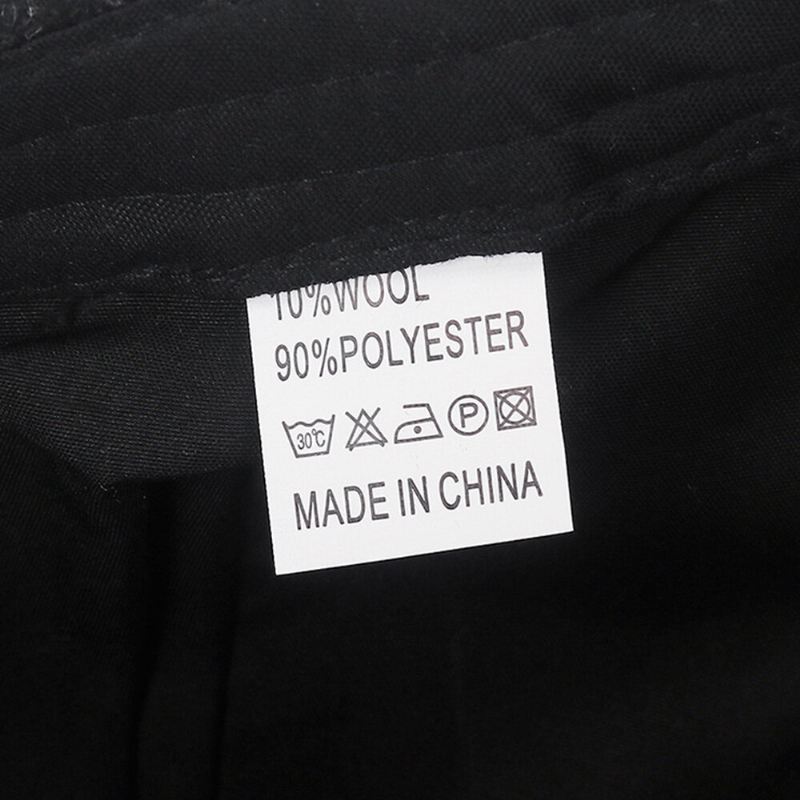 10%WOOL
90%POLYESTER
30°C P
MADE IN CHINA